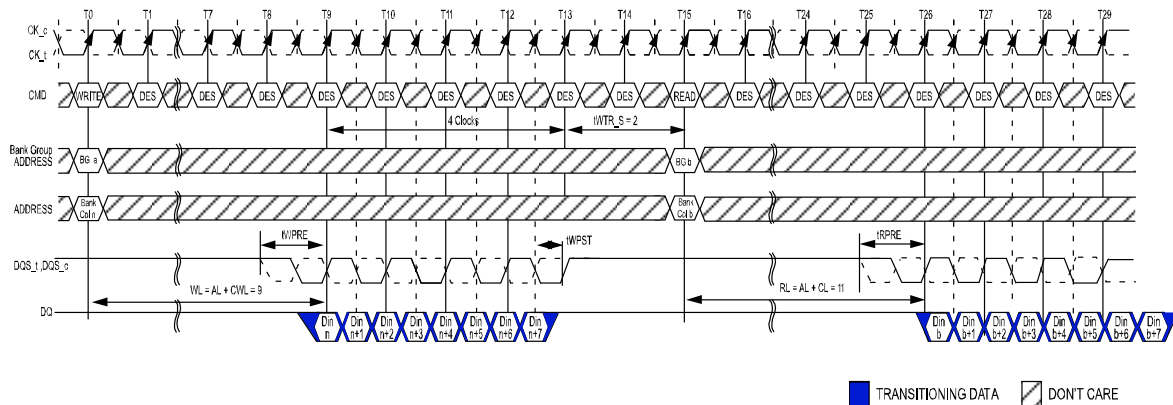 T0 T1 T7 T8 T9 T10 T11 T12 T13 T14 T15 T16 T24 T25 T26 T27 T28 T29
CK_c
CK_t
CMD WRITE DES DES DES DES DES DES DES DES DES READ DES DES DES DES DES DES DES
4 Clocks tWTR_S = 2
Bank Group
ADDRESS BG a BG b
ADDRESS Bank Col n Bank Col b
tWPRE tWPST tRPRE
DQS_t ,DQS_c
WL = AL + CWL = 9 RL = AL + CL = 11
DQ
Din n Din n+1 Din n+2 Din n+3 Din n+4 Din n+5 Din n+6 Din n+7 Din b Din b+1 Din b+2 Din b+3 Din b+4 Din b+5 Din b+6 Din b+7
TRANSITIONING DATA DON'T CARE